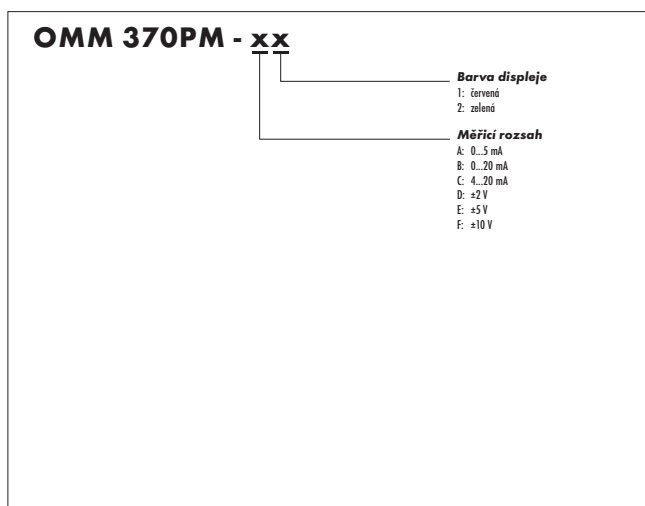 OMM 370PM - xx
Barva displeje
1: červená
2: zelená
Měřicí rozsah
A: 0...5 mA
B: 0...20 mA
C: 4...20 mA
D: ±2 V
E: ±5 V
F: ±10 V